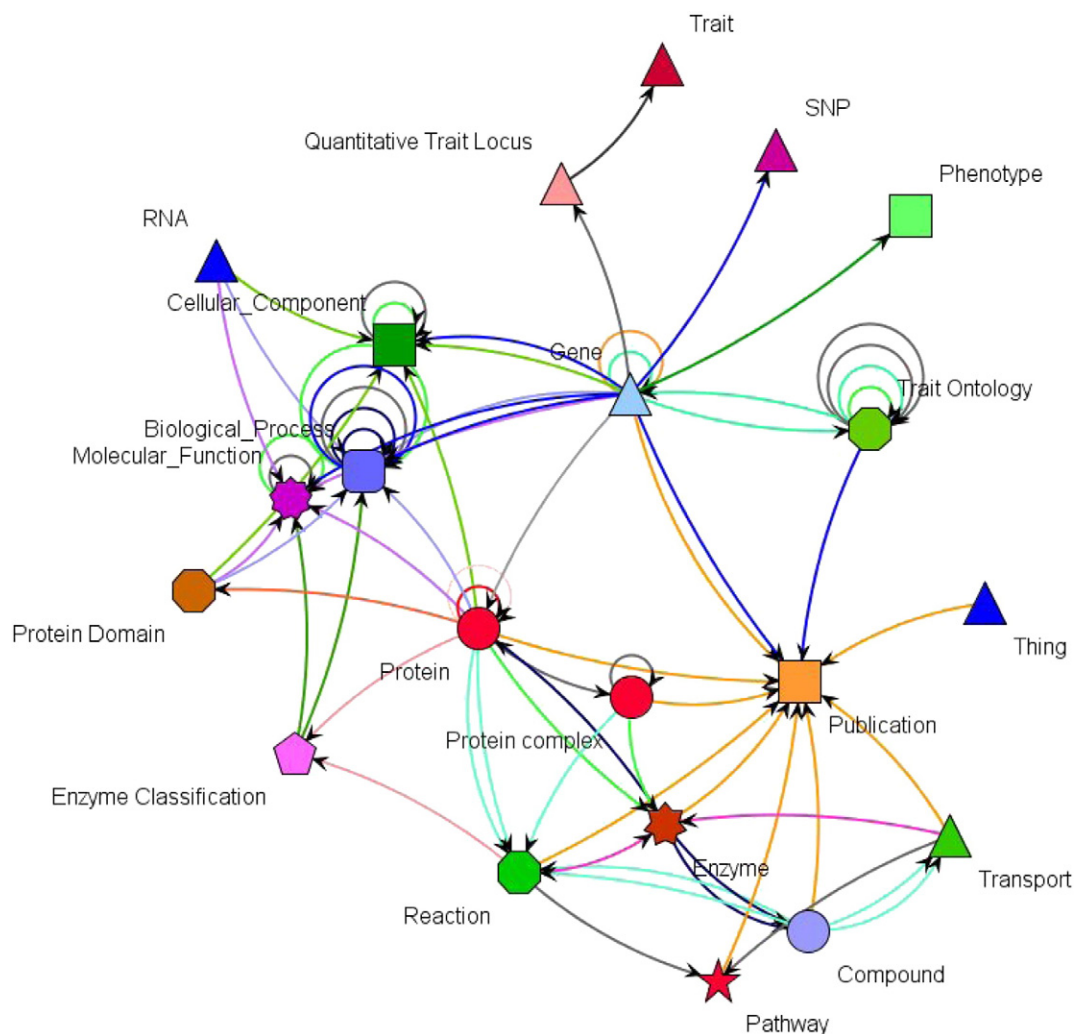 Trait
SNP
Quantitative Trait Locus
Phenotype
RNA
Cellular_Component
Gene
Trait Ontology
Biological_Process
Molecular_Function
Protein Domain
Thing
Protein
Publication
Protein complex
Enzyme Classification
Enzyme
Transport
Reaction
Compound
Pathway